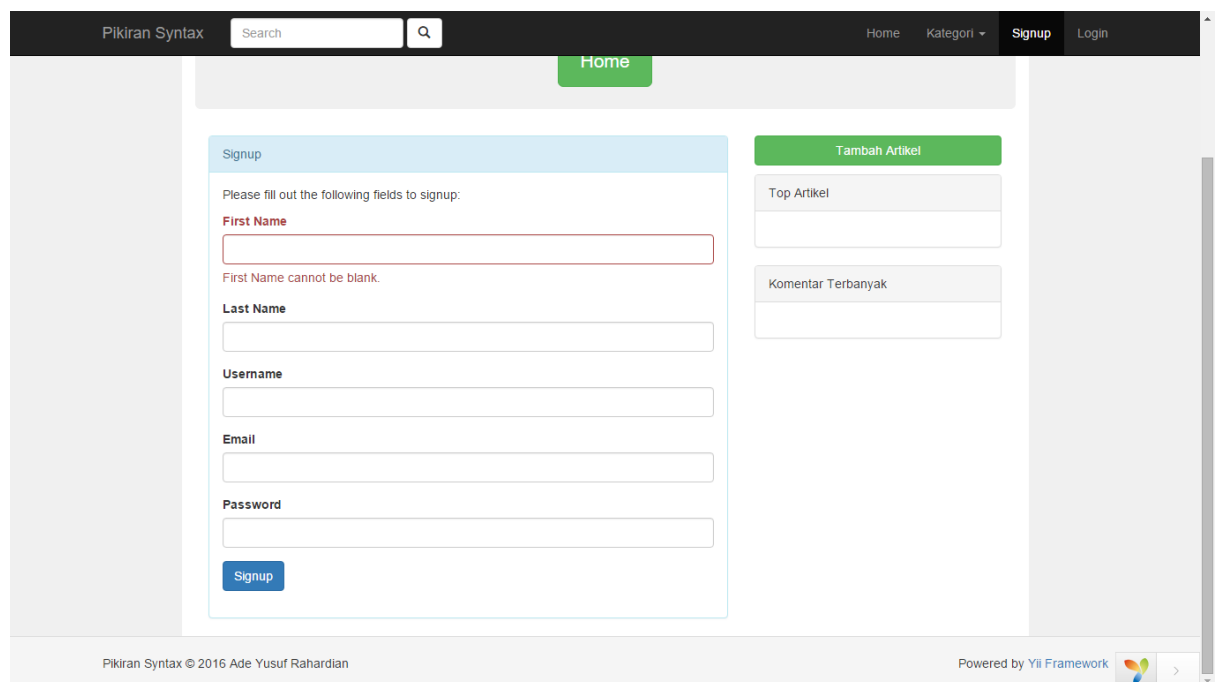 Pikiran Syntax Search Home Kategori Signup Login
Home
Signup
Please fill out the following fields to signup:
First Name
First Name cannot be blank.
Last Name
Username
Email
Password
Signup
Tambah Artikel
Top Artikel
Komentar Terbanyak
Pikiran Syntax © 2016 Ade Yusuf Rahardian
Powered by Yii Framework